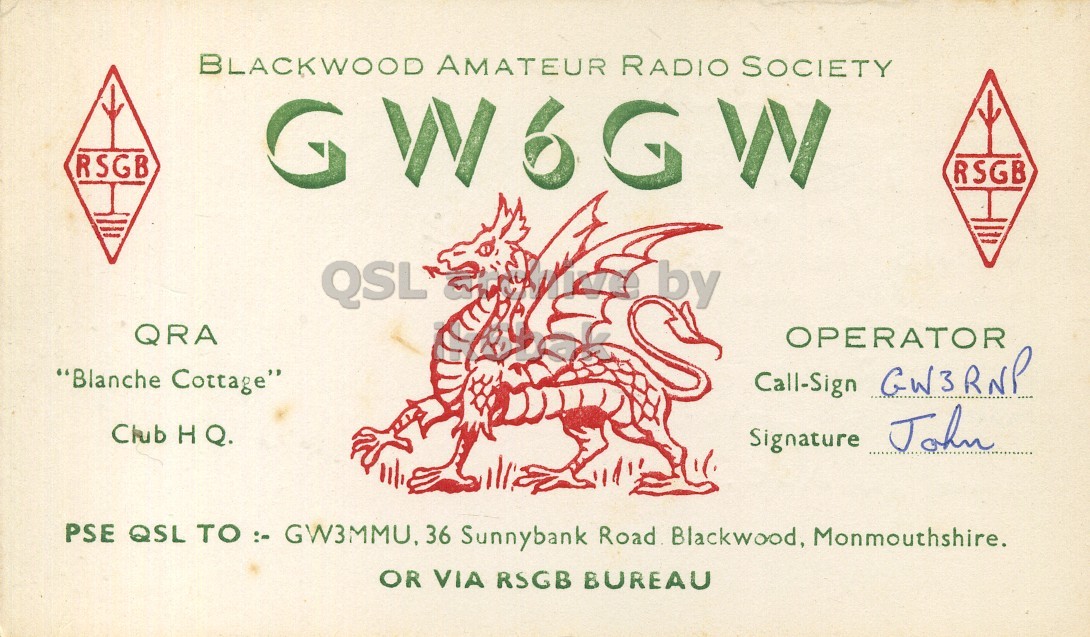 BLACKWOOD AMATEUR RADIO SOCIETY
GW6GW
RSGB
RSGB
QSL archive by
ik6bak
QRA
"Blanche Cottage"
Club H Q.
OPERATOR
Call-Sign GW3RNP
Signature John
PSE QSL TO :- GW3MMU, 36 Sunnybank Road. Blackwood, Monmouthshire.
OR VIA RSGB BUREAU